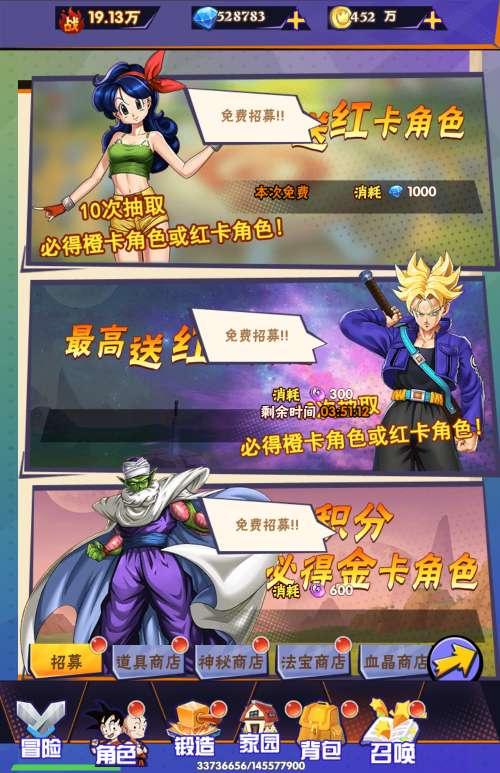 战 19.13万
528783
452 万
免费招募!!
送红卡角色
本次免费 消耗 1000
10次抽取
必得橙卡角色或红卡角色!
免费招募!!
最高送红
消耗 300
次抽取
剩余时间 03:51:12
必得橙卡角色或红卡角色!
免费招募!!
积分
必得金卡角色
消耗 600
招募 道具商店 神秘商店 法宝商店 血晶商店
冒险 角色 锻造 家园 背包 召唤
33736656/145577900